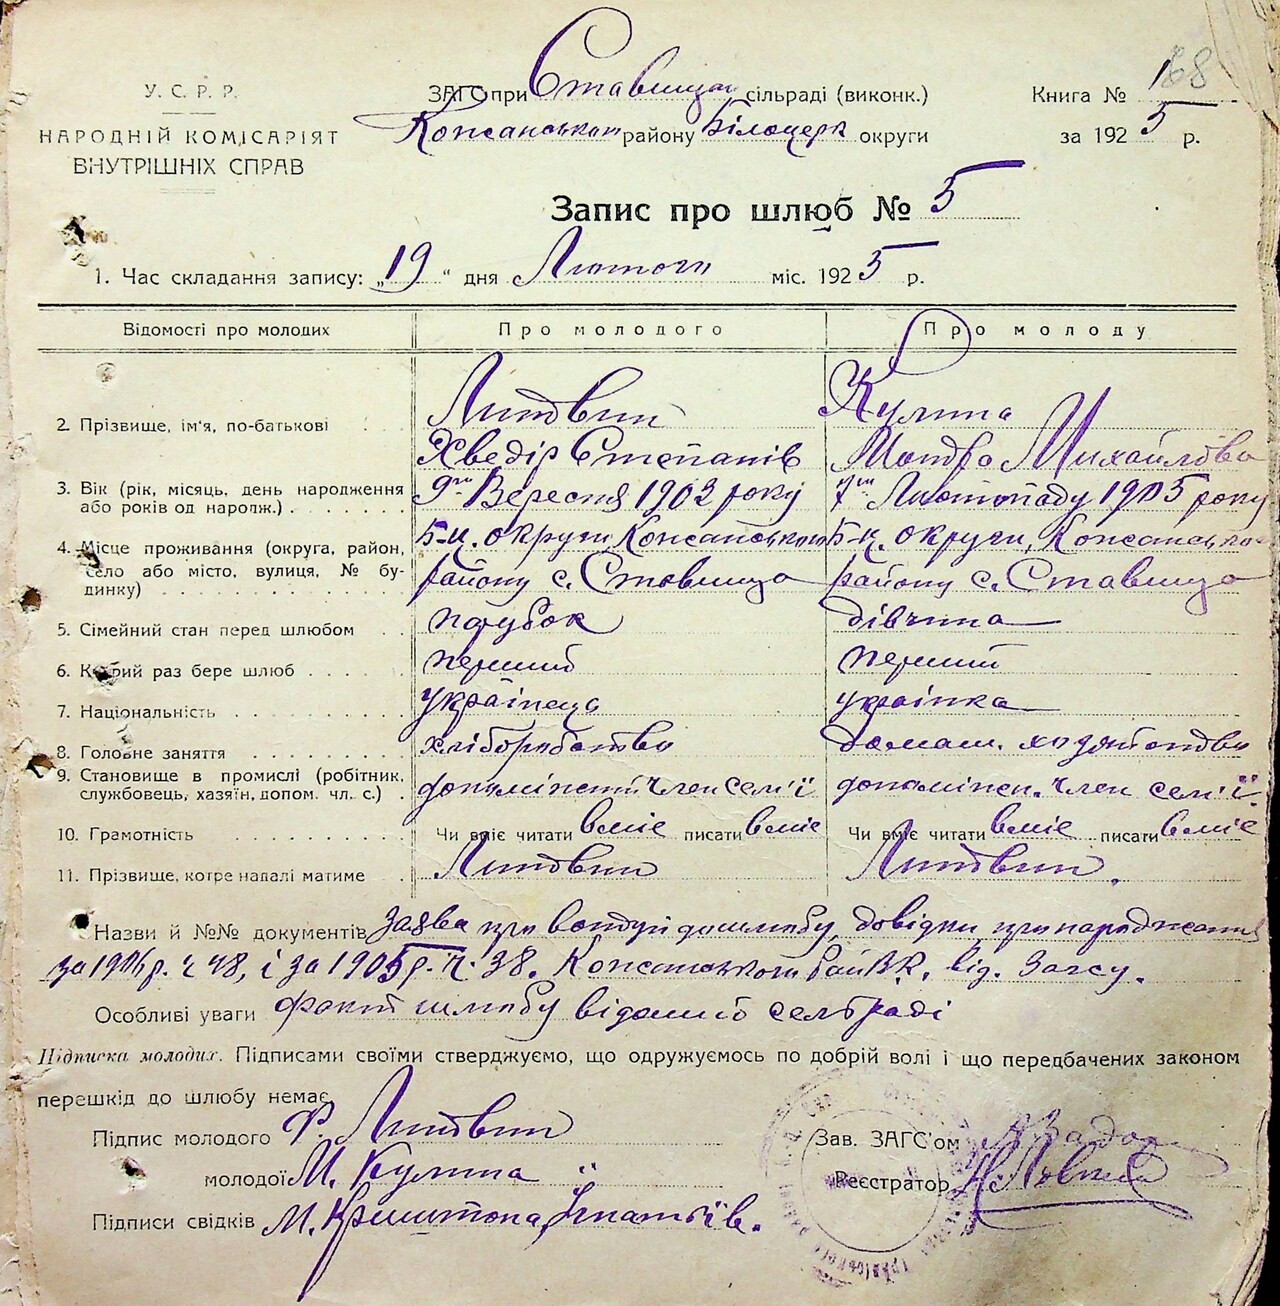 168
У. С. Р. Р.
НАРОДНІЙ КОМІСАРІЯТ
ВНУТРІШНІХ СПРАВ
ЗАГС при Ставищан сільраді (виконк.)
Кожанському району Білоцерк округи
Книга № 1
за 1925 р.
Запис про шлюб № 5
1. Час складання запису: „19" дня Лютого міс. 1925 р.
Відомості про молодих Про молодого Про молоду
2. Прізвище, ім'я, по-батькові
Литвин
Хведір Степанів
Кулина
Мотря Михайлова
3. Вік (рік, місяць, день народження або років од народж.)
9го Вересня 1902 року
7го Листопаду 1905 року
4. Місце проживання (округа, район, село або місто, вулиця, № будинку)
Б-ц. округи, Кожанського
району с. Ставища
Б-ц. округи, Кожансько
району с. Ставища
5. Сімейний стан перед шлюбом парубок дівчина
6. Котрий раз бере шлюб перший перший
7. Національність українець українка
8. Головне заняття хліборобство домаш. хазяйство
9. Становище в промислі (робітник, службовець, хазяїн, допом. чл. с.)
допоміжний член сем'ї
допоміжн. член сем'ї.
10. Грамотність Чи вміє читати вміє писати вміє Чи вміє читати вміє писати вміє
11. Прізвище, котре надалі матиме Литвин Литвин.
Назви й №№ документів Заява про вступ до шлюбу, довідки про народження
за р. ч 48, і за 1905 р. ч. 38. Кожанського РайВК. від. Загсу.
Особливі уваги факт шлюбу відомий сельраді
Підписка молодих. Підписами своїми стверджуємо, що одружуємось по добрій волі і що передбачених законом
перешкід до шлюбу немає
Підпис молодого Ф. Литвин
молодої М. Кулина
Підписи свідків М.
Зав. ЗАГС'ом
Реєстратор